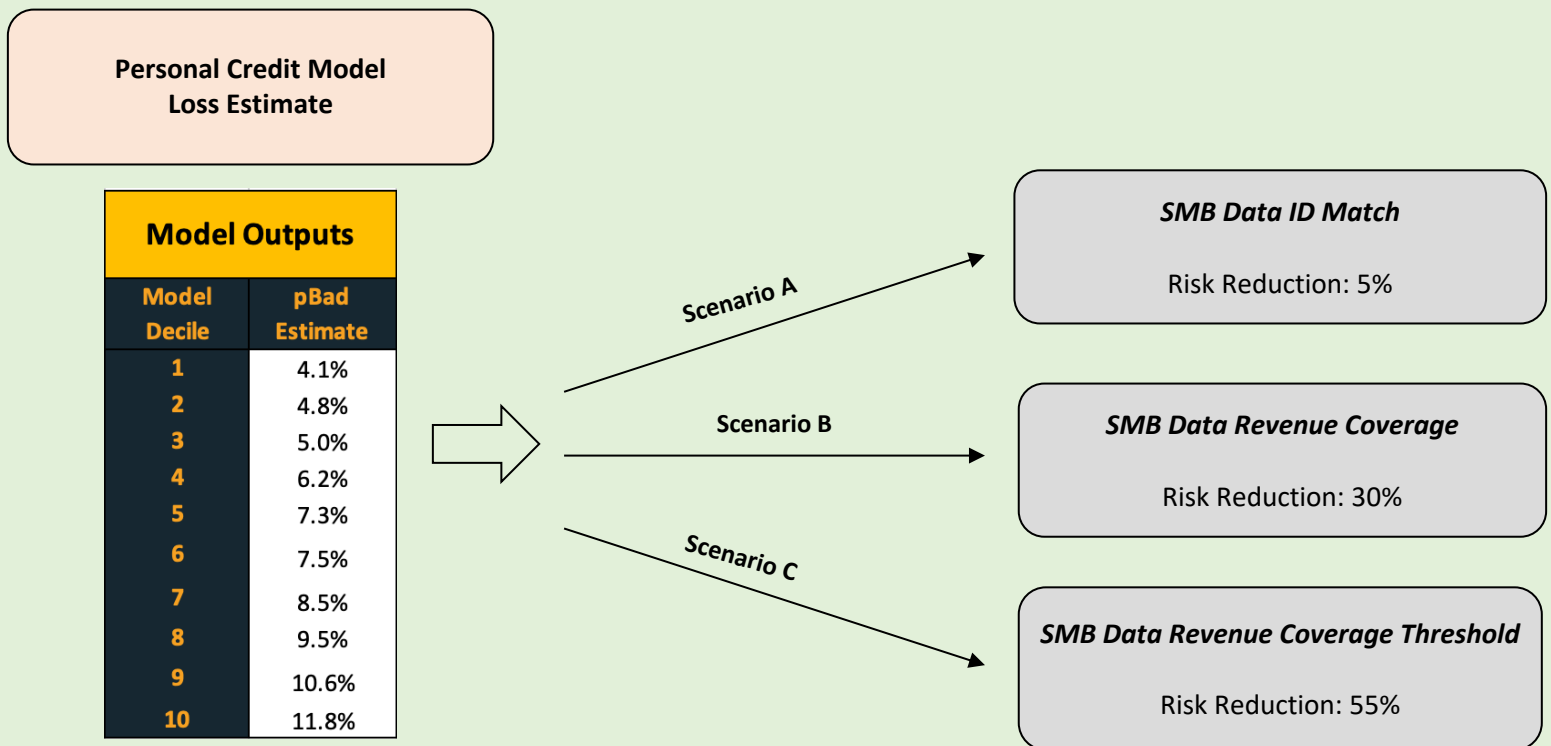 Personal Credit Model
Loss Estimate
Model Outputs
Model Decile pBad Estimate
1 4.1%
2 4.8%
3 5.0%
4 6.2%
5 7.3%
6 7.5%
7 8.5%
8 9.5%
9 10.6%
10 11.8%
Scenario A
Scenario B
Scenario C
SMB Data ID Match
Risk Reduction: 5%
SMB Data Revenue Coverage
Risk Reduction: 30%
SMB Data Revenue Coverage Threshold
Risk Reduction: 55%